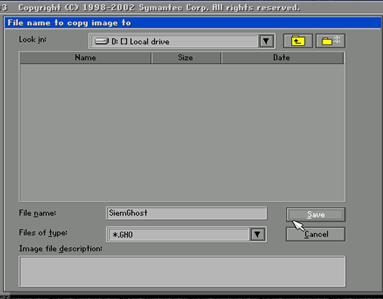 3 Copyright (C) 1998-2002 Symantec Corp. All rights reserved.
File name to copy image to
Look in: D: [] Local drive
Name Size Date
File name: SiemGhost Save
Files of type: *.GHO Cancel
Image file description: